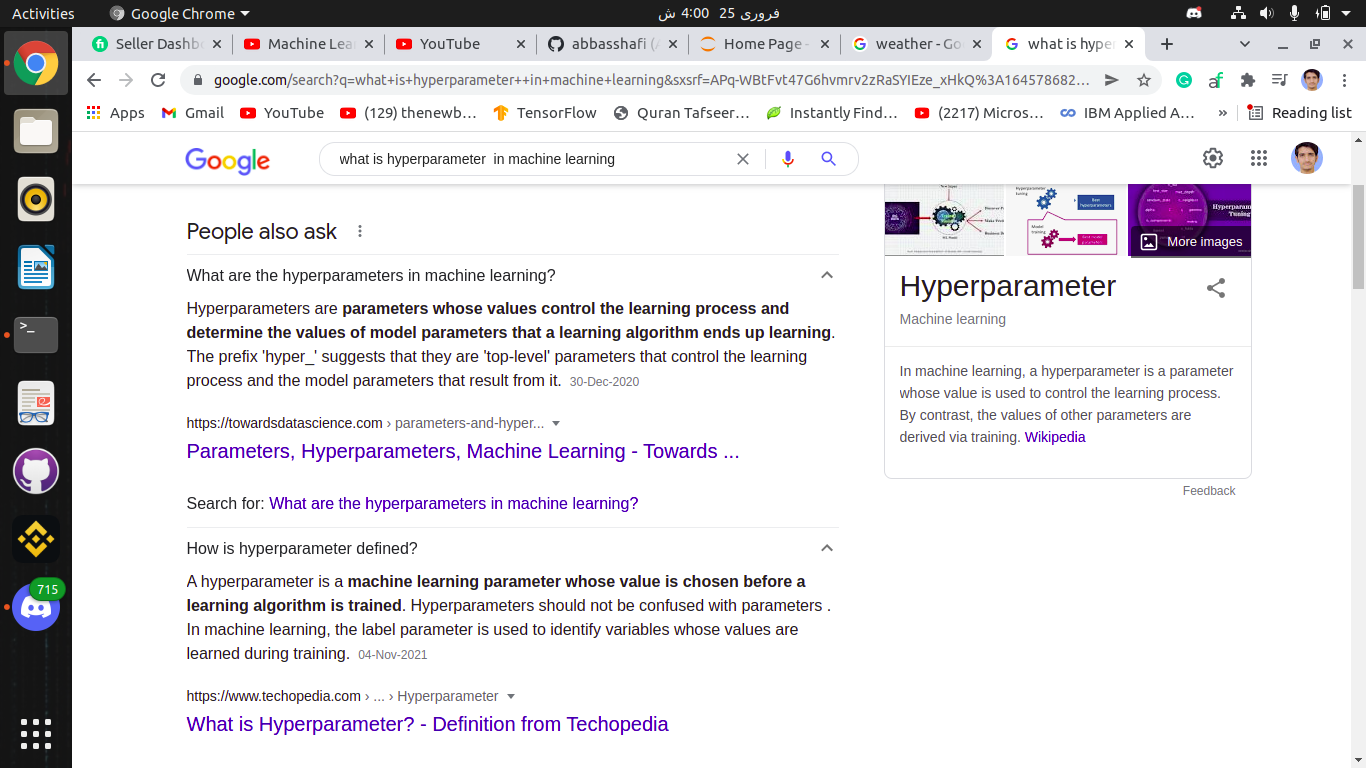 Activities
Google Chrome
فروری 25 4:00 ش
Seller Dashb
Machine Lea
YouTube
abbasshafi (A
Home Page -
weather - Go
what is hype
google.com/search?q=what+is+hyperparameter++in+machine+learning&sxsrf=APq-WBtFvt47G6hvmrv2zRaSYIEze_xHkQ%3A164578682...
Apps
Gmail
YouTube
(129) thenewb...
TensorFlow
Quran Tafseer...
Instantly Find...
(2217) Micros...
IBM Applied A...
»
Reading list
Google
what is hyperparameter in machine learning
People also ask
What are the hyperparameters in machine learning?
Hyperparameters are parameters whose values control the learning process and
determine the values of model parameters that a learning algorithm ends up learning.
The prefix 'hyper_' suggests that they are 'top-level' parameters that control the learning
process and the model parameters that result from it. 30-Dec-2020
https://towardsdatascience.com › parameters-and-hyper...
Parameters, Hyperparameters, Machine Learning - Towards ...
Search for: What are the hyperparameters in machine learning?
How is hyperparameter defined?
A hyperparameter is a machine learning parameter whose value is chosen before a
learning algorithm is trained. Hyperparameters should not be confused with parameters .
In machine learning, the label parameter is used to identify variables whose values are
learned during training. 04-Nov-2021
https://www.techopedia.com › ... › Hyperparameter
What is Hyperparameter? - Definition from Techopedia
More images
Hyperparameter
Machine learning
In machine learning, a hyperparameter is a parameter
whose value is used to control the learning process.
By contrast, the values of other parameters are
derived via training. Wikipedia
Feedback
715